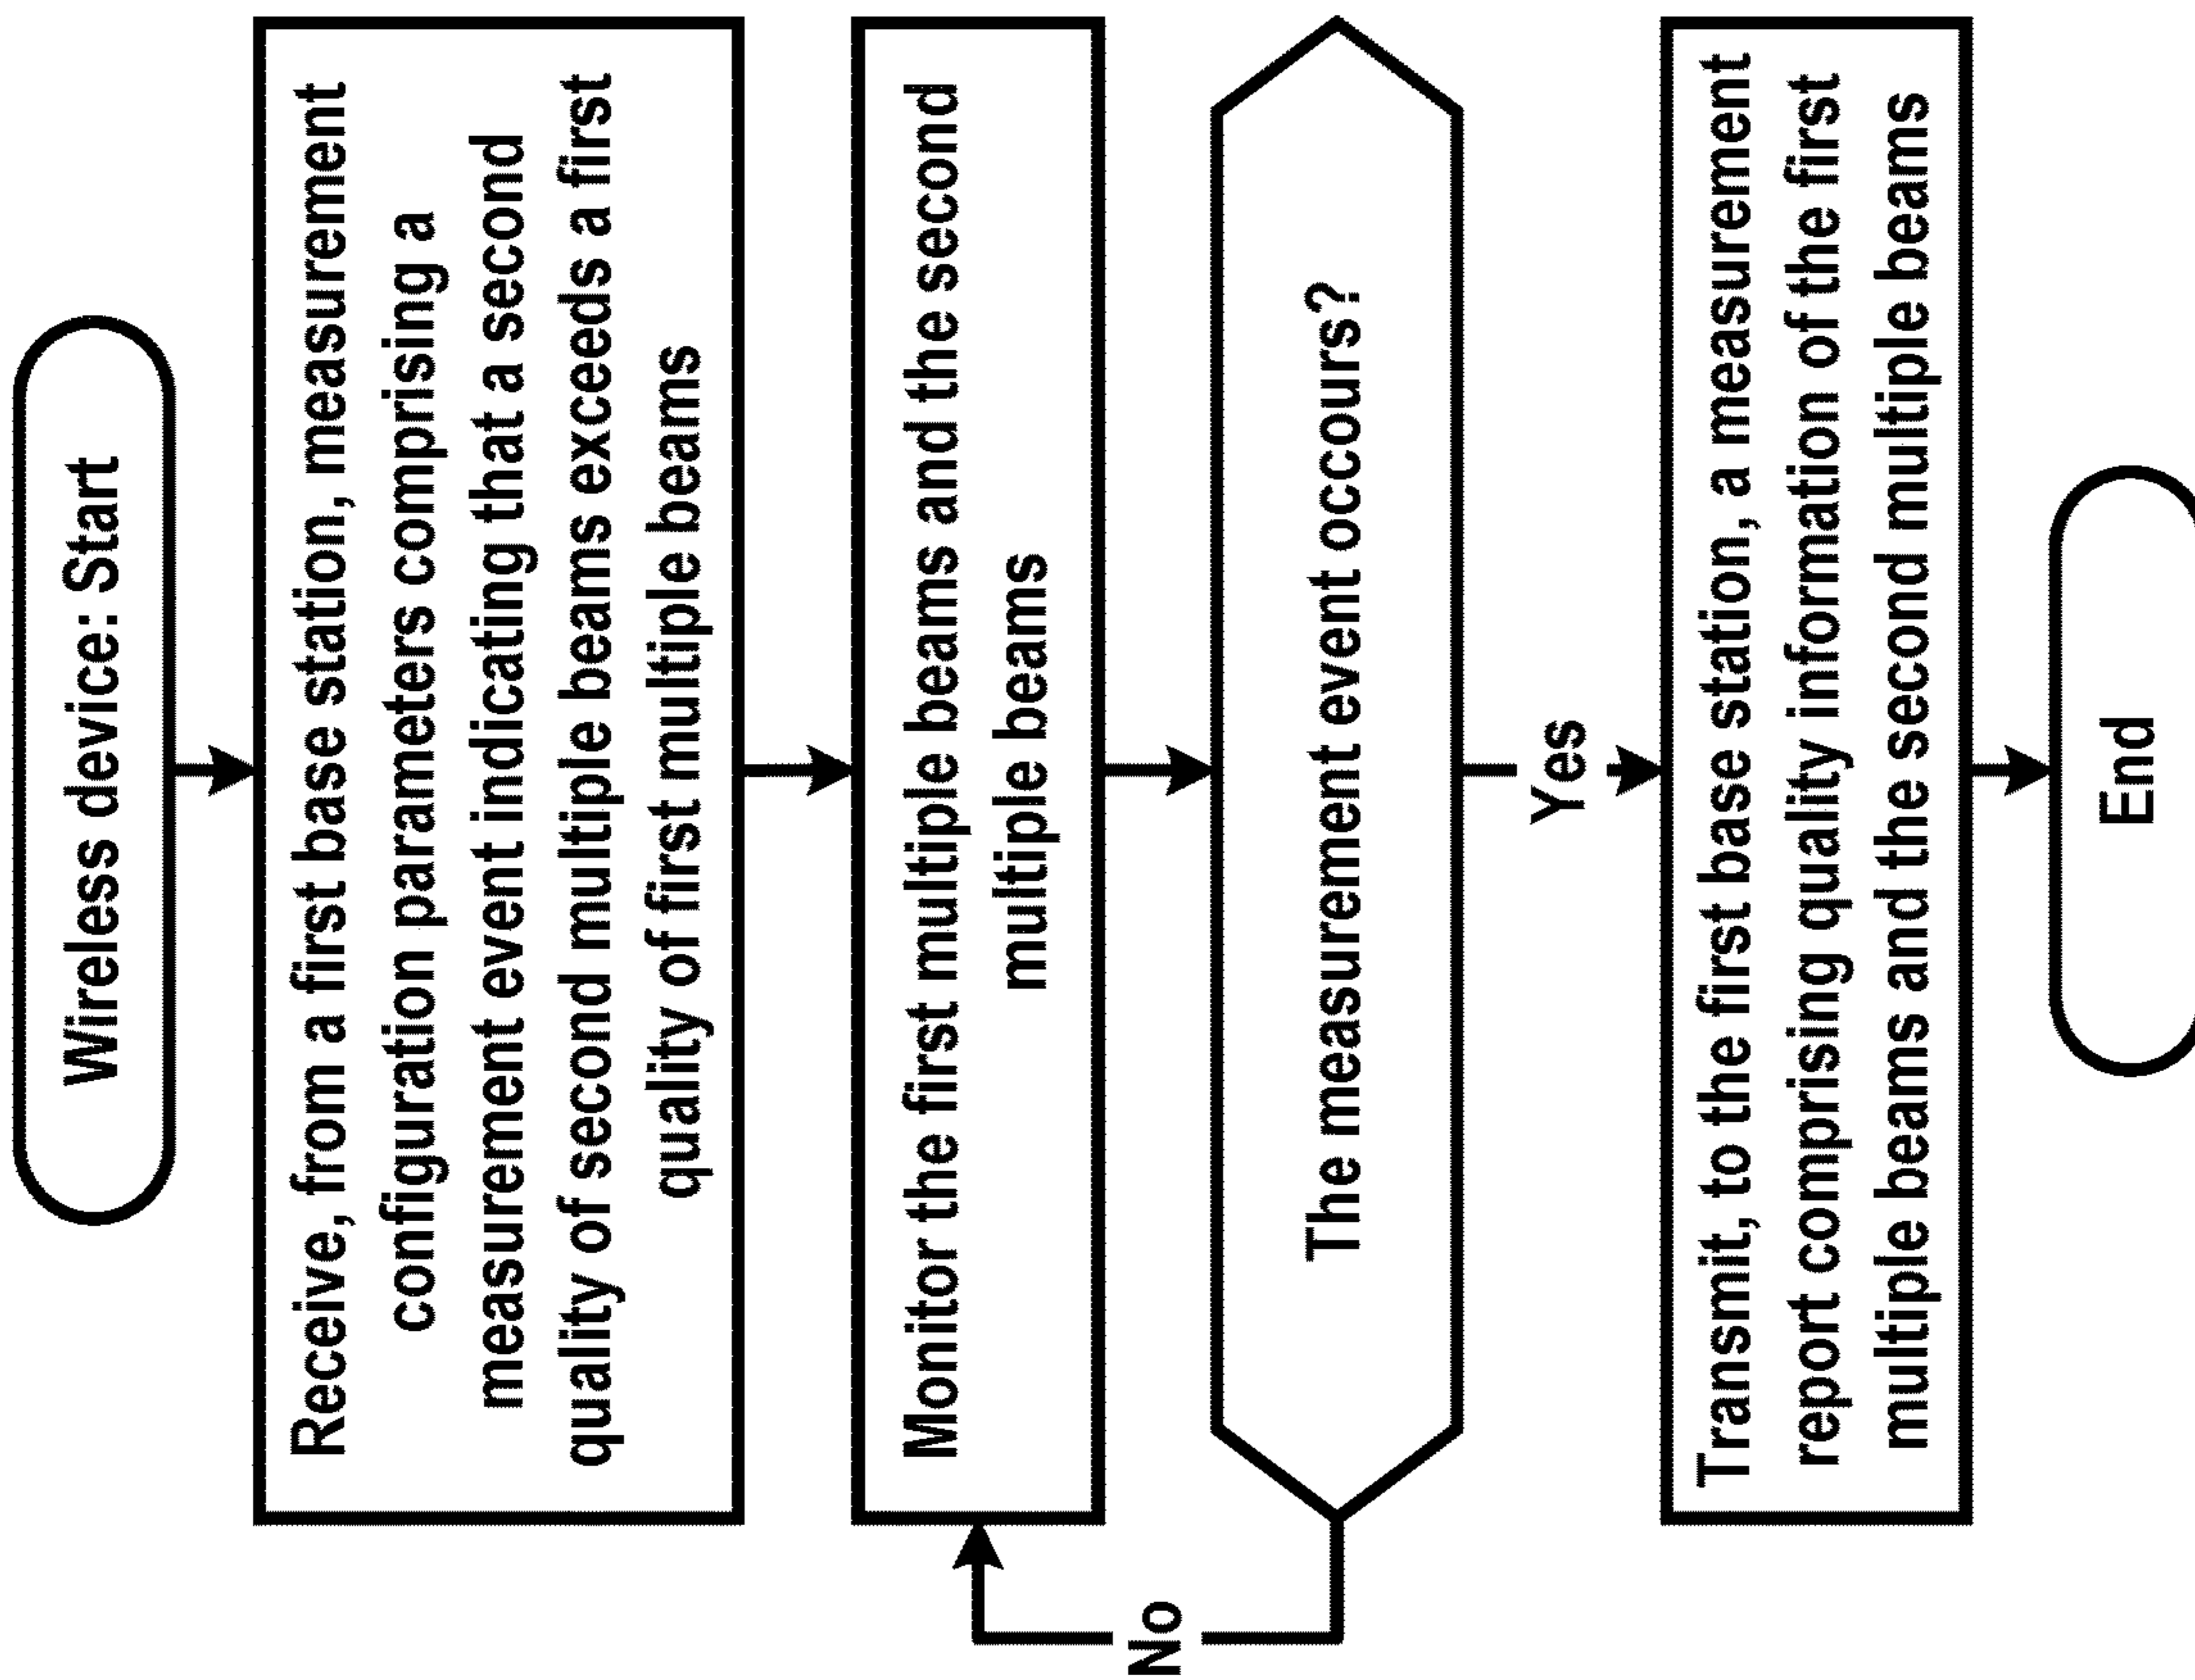 Wireless device: Start
Receive, from a first base station, measurement
configuration parameters comprising a
measurement event indicating that a second
quality of second multiple beams exceeds a first
quality of first multiple beams
Monitor the first multiple beams and the second
multiple beams
The measurement event occours?
No
Yes
Transmit, to the first base station, a measurement
report comprising quality information of the first
multiple beams and the second multiple beams
End